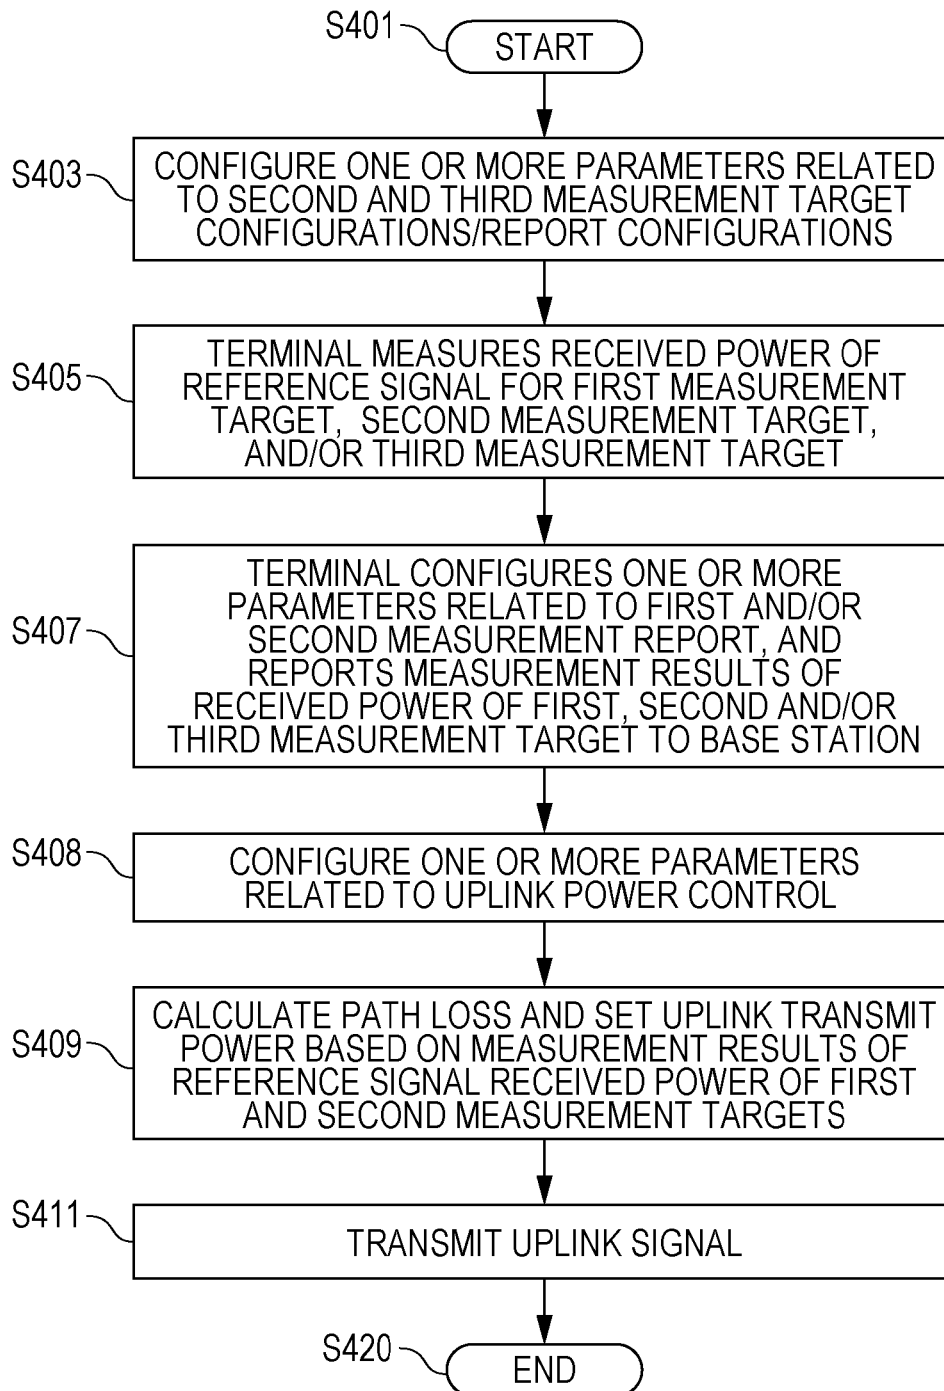 S401
START
S403
CONFIGURE ONE OR MORE PARAMETERS RELATED
TO SECOND AND THIRD MEASUREMENT TARGET
CONFIGURATIONS/REPORT CONFIGURATIONS
S405
TERMINAL MEASURES RECEIVED POWER OF
REFERENCE SIGNAL FOR FIRST MEASUREMENT
TARGET, SECOND MEASUREMENT TARGET,
AND/OR THIRD MEASUREMENT TARGET
S407
TERMINAL CONFIGURES ONE OR MORE
PARAMETERS RELATED TO FIRST AND/OR
SECOND MEASUREMENT REPORT, AND
REPORTS MEASUREMENT RESULTS OF
RECEIVED POWER OF FIRST, SECOND AND/OR
THIRD MEASUREMENT TARGET TO BASE STATION
S408
CONFIGURE ONE OR MORE PARAMETERS
RELATED TO UPLINK POWER CONTROL
S409
CALCULATE PATH LOSS AND SET UPLINK TRANSMIT
POWER BASED ON MEASUREMENT RESULTS OF
REFERENCE SIGNAL RECEIVED POWER OF FIRST
AND SECOND MEASUREMENT TARGETS
S411
TRANSMIT UPLINK SIGNAL
S420
END